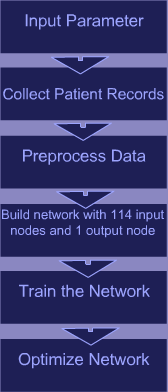 Input Parameter
Collect Patient Records
Preprocess Data
Build network with 114 input
nodes and 1 output node
Train the Network
Optimize Network